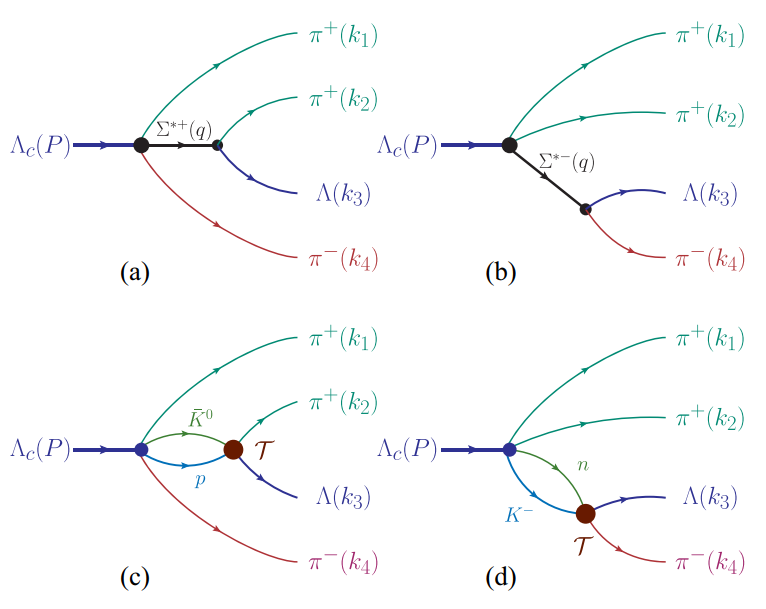 π⁺(k₁)
π⁺(k₂)
Λc(P)
Σ*⁺(q)
Λ(k₃)
π⁻(k₄)
(a)
π⁺(k₁)
π⁺(k₂)
Λc(P)
Σ*⁻(q)
Λ(k₃)
π⁻(k₄)
(b)
π⁺(k₁)
π⁺(k₂)
K̄⁰
Λc(P)
𝒯
p
Λ(k₃)
π⁻(k₄)
(c)
π⁺(k₁)
π⁺(k₂)
Λc(P)
n
Λ(k₃)
K⁻
𝒯
π⁻(k₄)
(d)